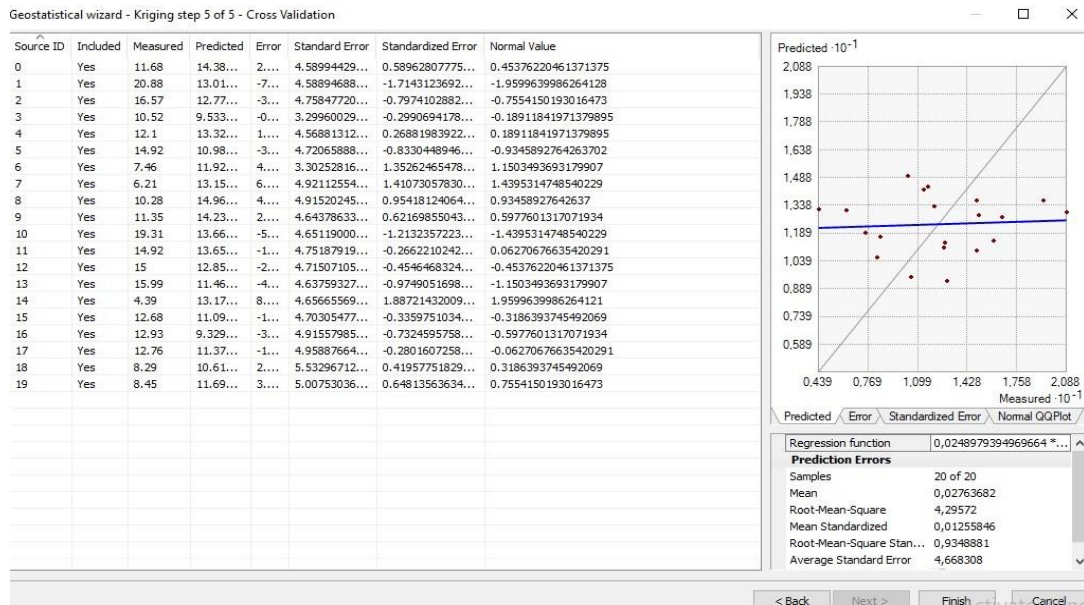 Geostatistical wizard - Kriging step 5 of 5 - Cross Validation
Source ID Included Measured Predicted Error Standard Error Standardized Error Normal Value
0 Yes 11.68 14.38... 2.... 4.58994429... 0.58962807775... 0.45376220461371375
1 Yes 20.88 13.01... -7... 4.58894688... -1.7143123692... -1.9599639986264128
2 Yes 16.57 12.77... -3... 4.75847720... -0.7974102882... -0.7554150193016473
3 Yes 10.52 9.533... -0... 3.29960029... -0.2990694178... -0.18911841971379895
4 Yes 12.1 13.32... 1.... 4.56881312... 0.26881983922... 0.18911841971379895
5 Yes 14.92 10.98... -3... 4.72065888... -0.8330448946... -0.9345892764263702
6 Yes 7.46 11.92... 4.... 3.30252816... 1.35262465478... 1.1503493693179907
7 Yes 6.21 13.15... 6.... 4.92112554... 1.41073057830... 1.4395314748540229
8 Yes 10.28 14.96... 4.... 4.91520245... 0.95418124064... 0.93458927642637
9 Yes 11.35 14.23... 2.... 4.64378633... 0.62169855043... 0.5977601317071934
10 Yes 19.31 13.66... -5... 4.65119000... -1.2132357223... -1.4395314748540229
11 Yes 14.92 13.65... -1... 4.75187919... -0.2662210242... 0.06270676635420291
12 Yes 15 12.85... -2... 4.71507105... -0.4546468324... -0.45376220461371375
13 Yes 15.99 11.46... -4... 4.63759327... -0.9749051698... -1.1503493693179907
14 Yes 4.39 13.17... 8.... 4.65665569... 1.88721432009... 1.9599639986264121
15 Yes 12.68 11.09... -1... 4.70305477... -0.3359751034... -0.3186393745492069
16 Yes 12.93 9.329... -3... 4.91557985... -0.7324595758... -0.5977601317071934
17 Yes 12.76 11.37... -1... 4.95887664... -0.2801607258... -0.06270676635420291
18 Yes 8.29 10.61... 2.... 5.53296712... 0.41957751829... 0.3186393745492069
19 Yes 8.45 11.69... 3.... 5.00753036... 0.64813563634... 0.7554150193016473
Predicted ·10⁻¹
2,088
1,938
1,788
1,638
1,488
1,338
1,189
1,039
0,889
0,739
0,589
0,439 0,769 1,099 1,428 1,758 2,088
Measured ·10⁻¹
Predicted Error Standardized Error Normal QQPlot
Regression function 0,0248979394969664 *...
Prediction Errors
Samples 20 of 20
Mean 0,02763682
Root-Mean-Square 4,29572
Mean Standardized 0,01255846
Root-Mean-Square Stan... 0,9348881
Average Standard Error 4,668308
< Back Next > Finish Cancel